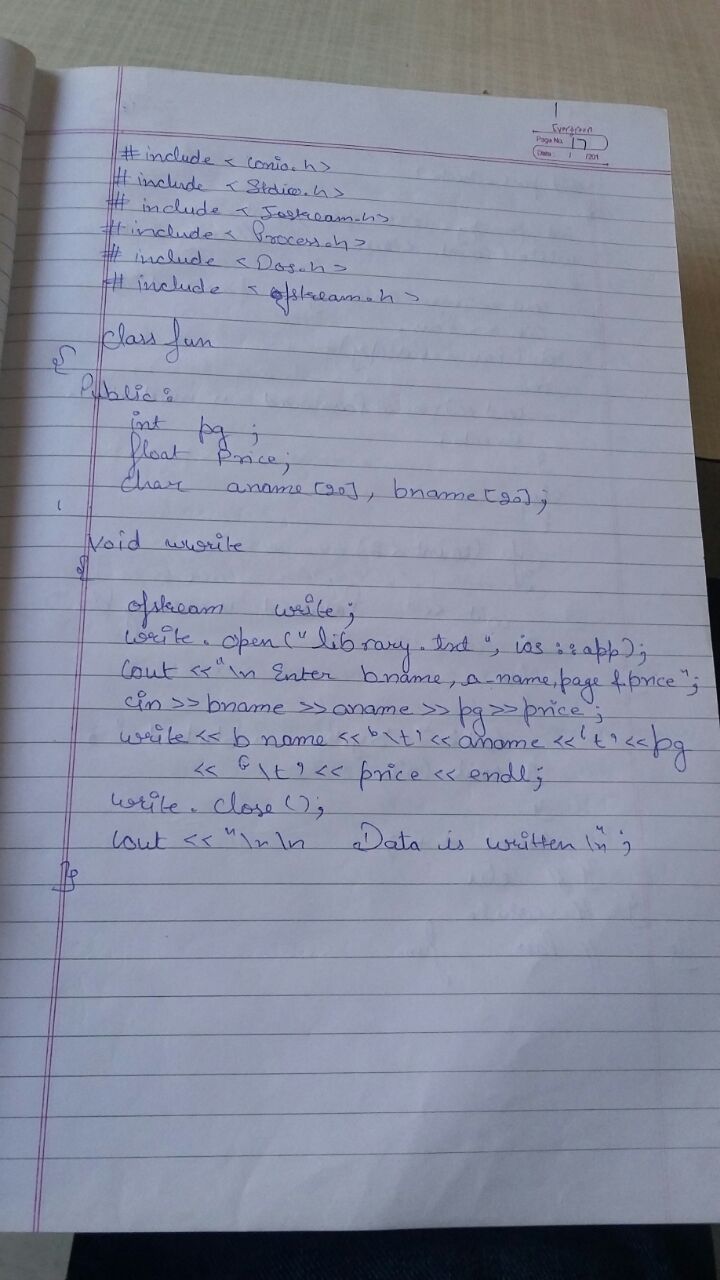 Evergreen
Page No. 17
Date: / /201
# include < Conio.h>
# include < Stdio.h>
# include < Iostream.h>
# include < Process.h>
# include < Dos.h>
# include < ofstream.h>
class fun
{
Public:
int pg ;
float Price;
char aname [20], bname [20];
Void wwrite
{
ofstream write;
write. open ("library.txt", ios :: app);
Cout <<"\n Enter bname, a-name, page & price";
cin >>bname >>aname >> pg>>price;
write<< b name <<'\t'<<aname <<'t'<<pg
<< '\t'<< price << endl;
write. close ();
Cout << "\n\n Data is written \n";
}